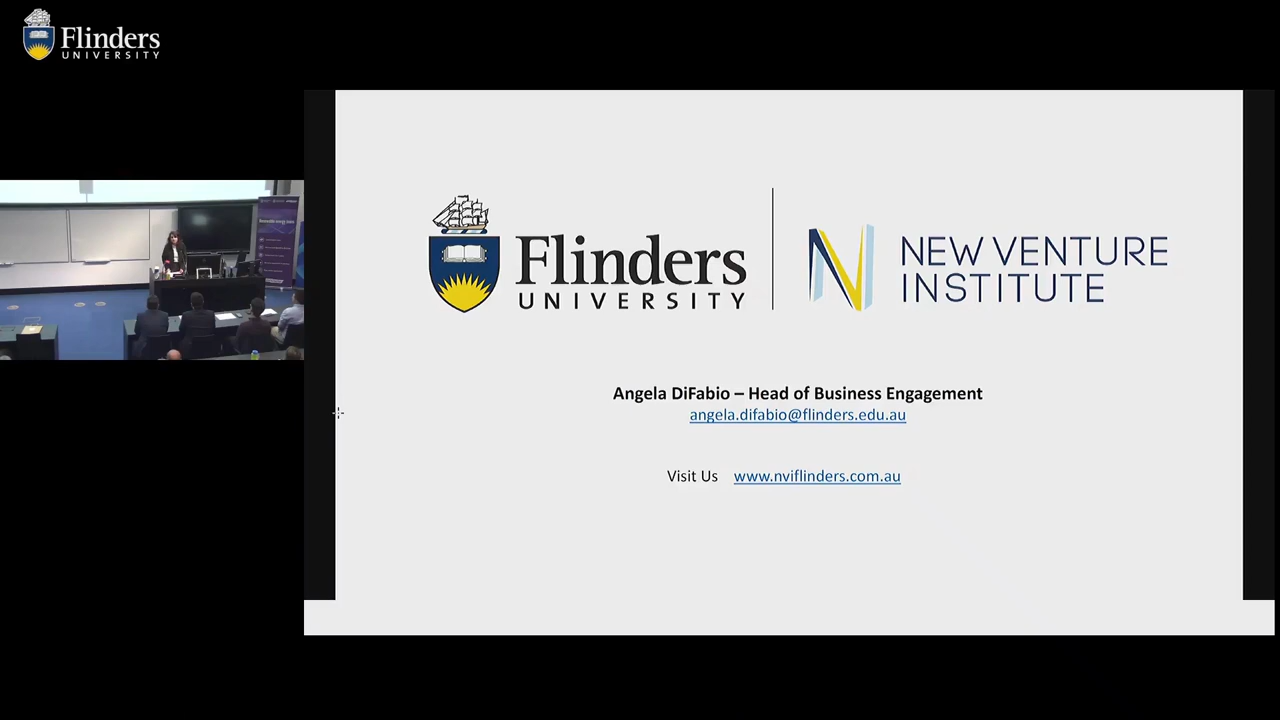 Flinders
UNIVERSITY
Flinders
UNIVERSITY
NEW VENTURE
INSTITUTE
Angela DiFabio – Head of Business Engagement
angela.difabio@flinders.edu.au
Visit Us www.nviflinders.com.au